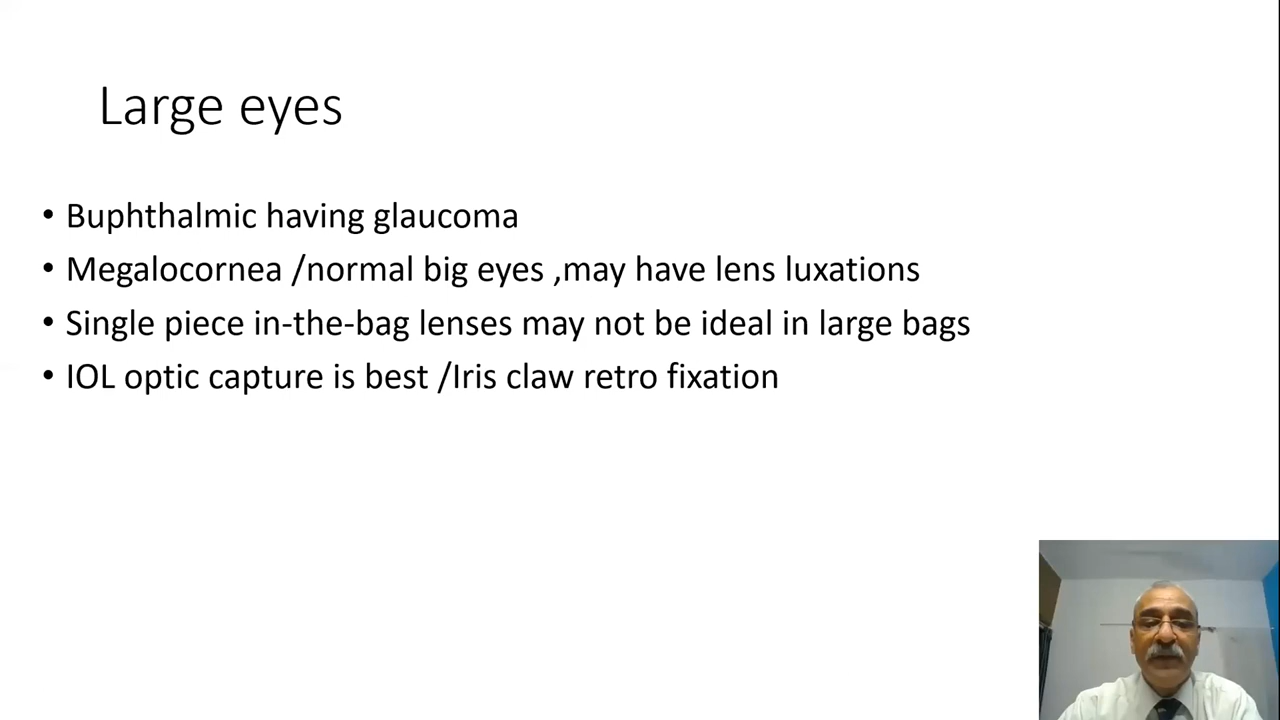 Large eyes
• Buphthalmic having glaucoma
• Megalocornea /normal big eyes ,may have lens luxations
• Single piece in-the-bag lenses may not be ideal in large bags
• IOL optic capture is best /Iris claw retro fixation